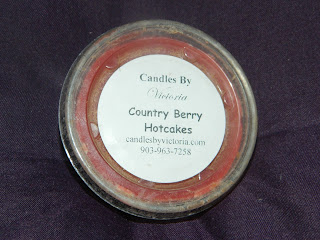 Candles By
Victoria
Country Berry
Hotcakes
candlesbyvictoria.com
903-963-7258